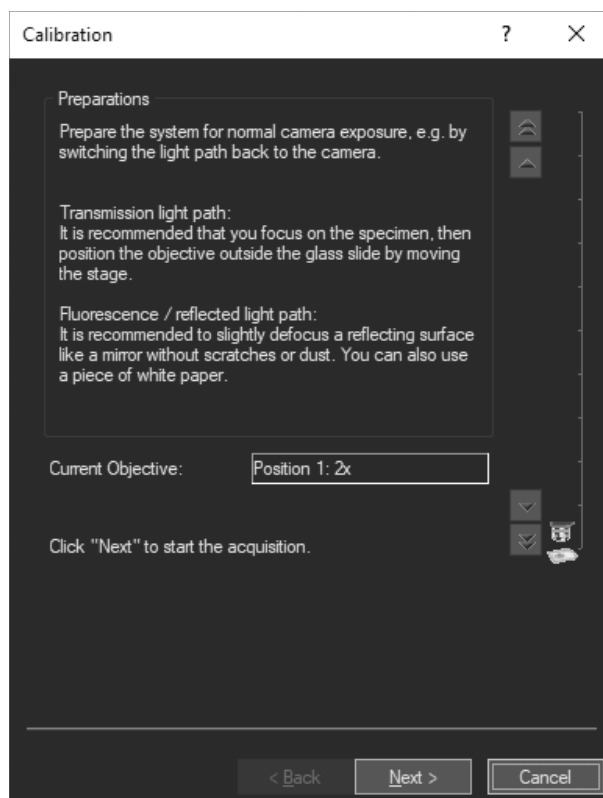 Calibration
?
Preparations
Prepare the system for normal camera exposure, e.g. by
switching the light path back to the camera.
Transmission light path:
It is recommended that you focus on the specimen, then
position the objective outside the glass slide by moving
the stage.
Fluorescence / reflected light path:
It is recommended to slightly defocus a reflecting surface
like a mirror without scratches or dust. You can also use
a piece of white paper.
Current Objective: Position 1: 2x
Click "Next" to start the acquisition.
< Back Next > Cancel